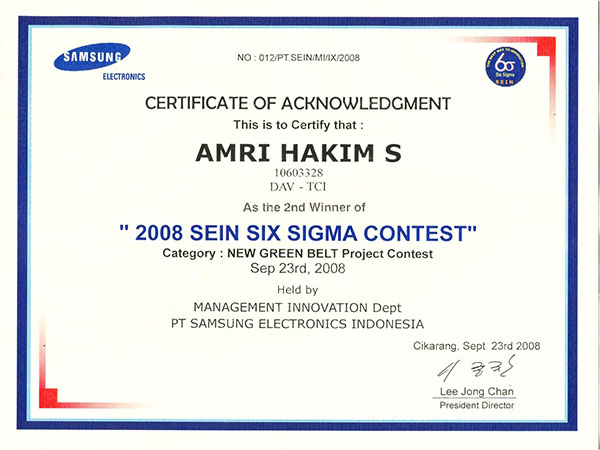 SAMSUNG
ELECTRONICS
NO : 012/PT.SEIN/MI/IX/2008
6σ
Six Sigma
SEIN
CERTIFICATE OF ACKNOWLEDGMENT
This is to Certify that :
AMRI HAKIM S
10603328
DAV - TCI
As the 2nd Winner of
" 2008 SEIN SIX SIGMA CONTEST"
Category : NEW GREEN BELT Project Contest
Sep 23rd, 2008
Held by
MANAGEMENT INNOVATION Dept
PT SAMSUNG ELECTRONICS INDONESIA
Cikarang, Sept. 23rd 2008
Lee Jong Chan
President Director